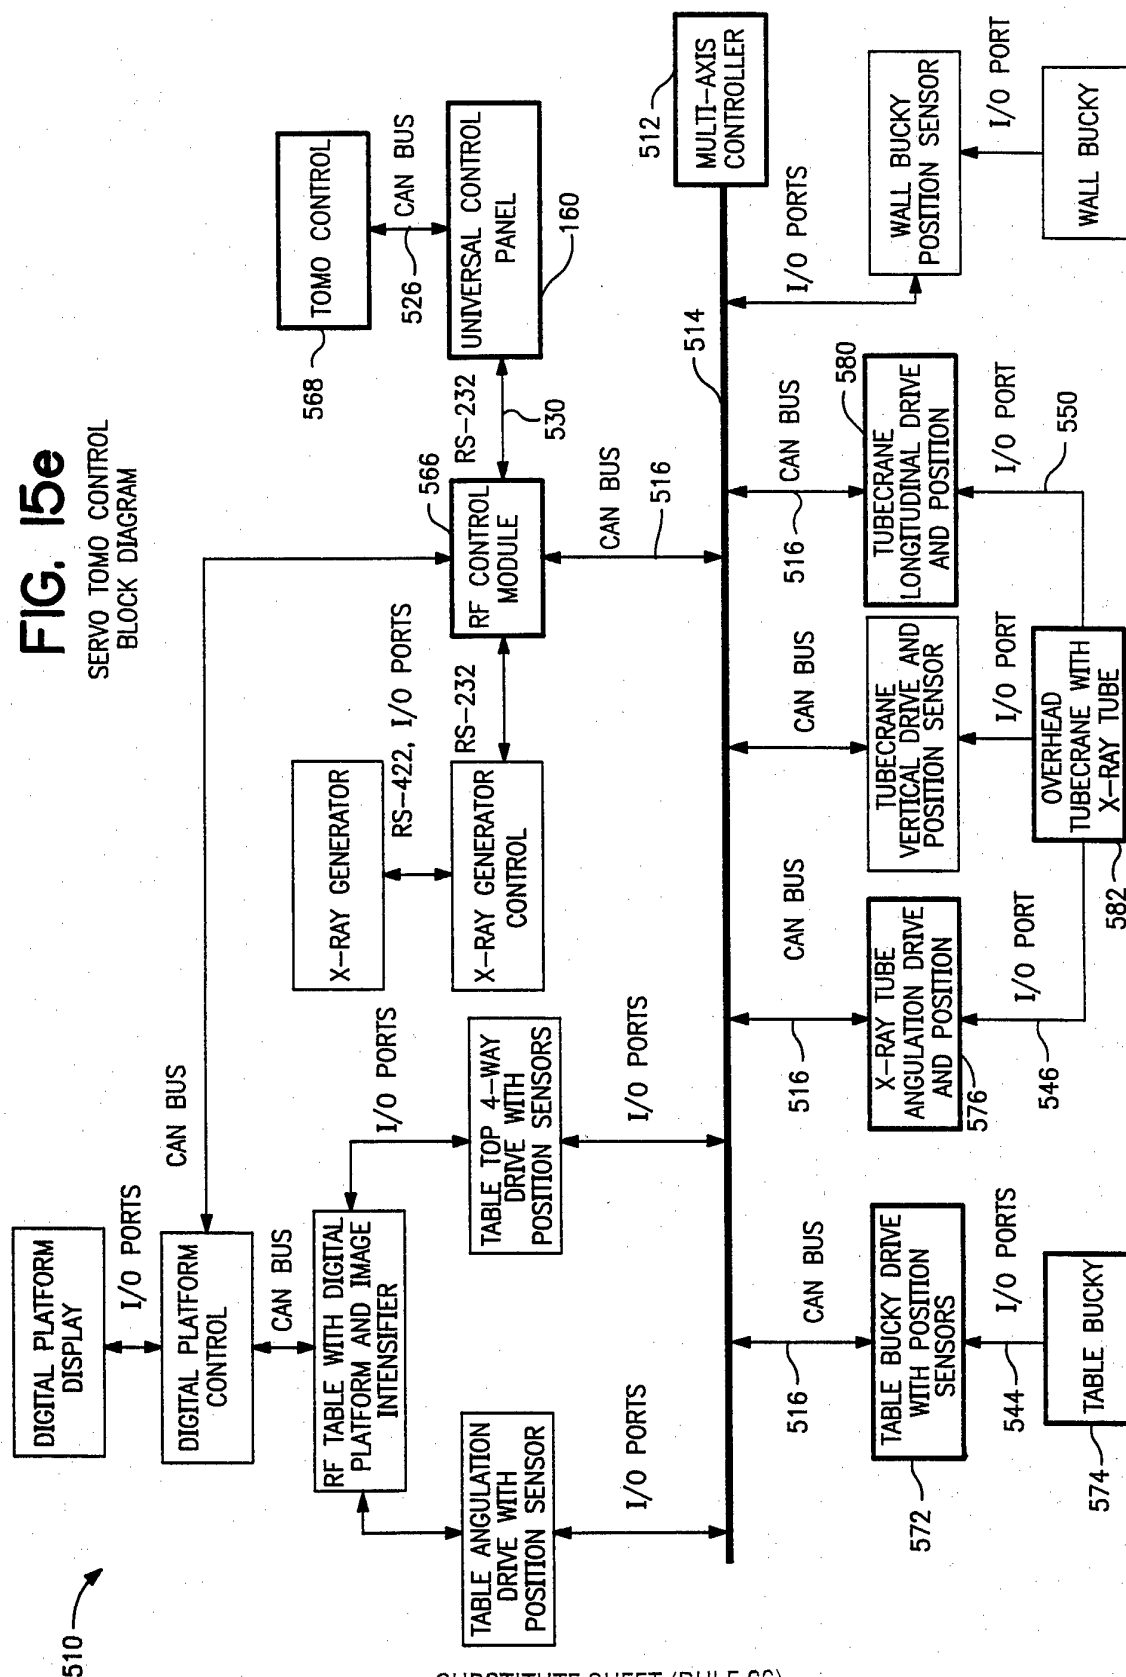 FIG. 15e
SERVO TOMO CONTROL
BLOCK DIAGRAM
510
DIGITAL PLATFORM
DISPLAY
I/O PORTS
DIGITAL PLATFORM
CONTROL
CAN BUS
CAN BUS
RF TABLE WITH DIGITAL
PLATFORM AND IMAGE
INTENSIFIER
I/O PORTS
TABLE ANGULATION
DRIVE WITH
POSITION SENSOR
I/O PORTS
TABLE TOP 4-WAY
DRIVE WITH
POSITION SENSORS
I/O PORTS
X-RAY GENERATOR
RS-422, I/O PORTS
X-RAY GENERATOR
CONTROL
RS-232
RF CONTROL
MODULE
566
RS-232
530
CAN BUS
516
TOMO CONTROL
568
CAN BUS
526
UNIVERSAL CONTROL
PANEL
160
512
MULTI-AXIS
CONTROLLER
514
CAN BUS
516
TABLE BUCKY DRIVE
WITH POSITION
SENSORS
572
I/O PORTS
544
TABLE BUCKY
574
CAN BUS
516
X-RAY TUBE
ANGULATION DRIVE
AND POSITION
576
I/O PORT
546
CAN BUS
TUBECRANE
VERTICAL DRIVE AND
POSITION SENSOR
I/O PORT
OVERHEAD
TUBECRANE WITH
X-RAY TUBE
582
CAN BUS
516
580
TUBECRANE
LONGITUDINAL DRIVE
AND POSITION
I/O PORT
550
I/O PORTS
WALL BUCKY
POSITION SENSOR
I/O PORT
WALL BUCKY
SUBSTITUTE SHEET (RULE 26)